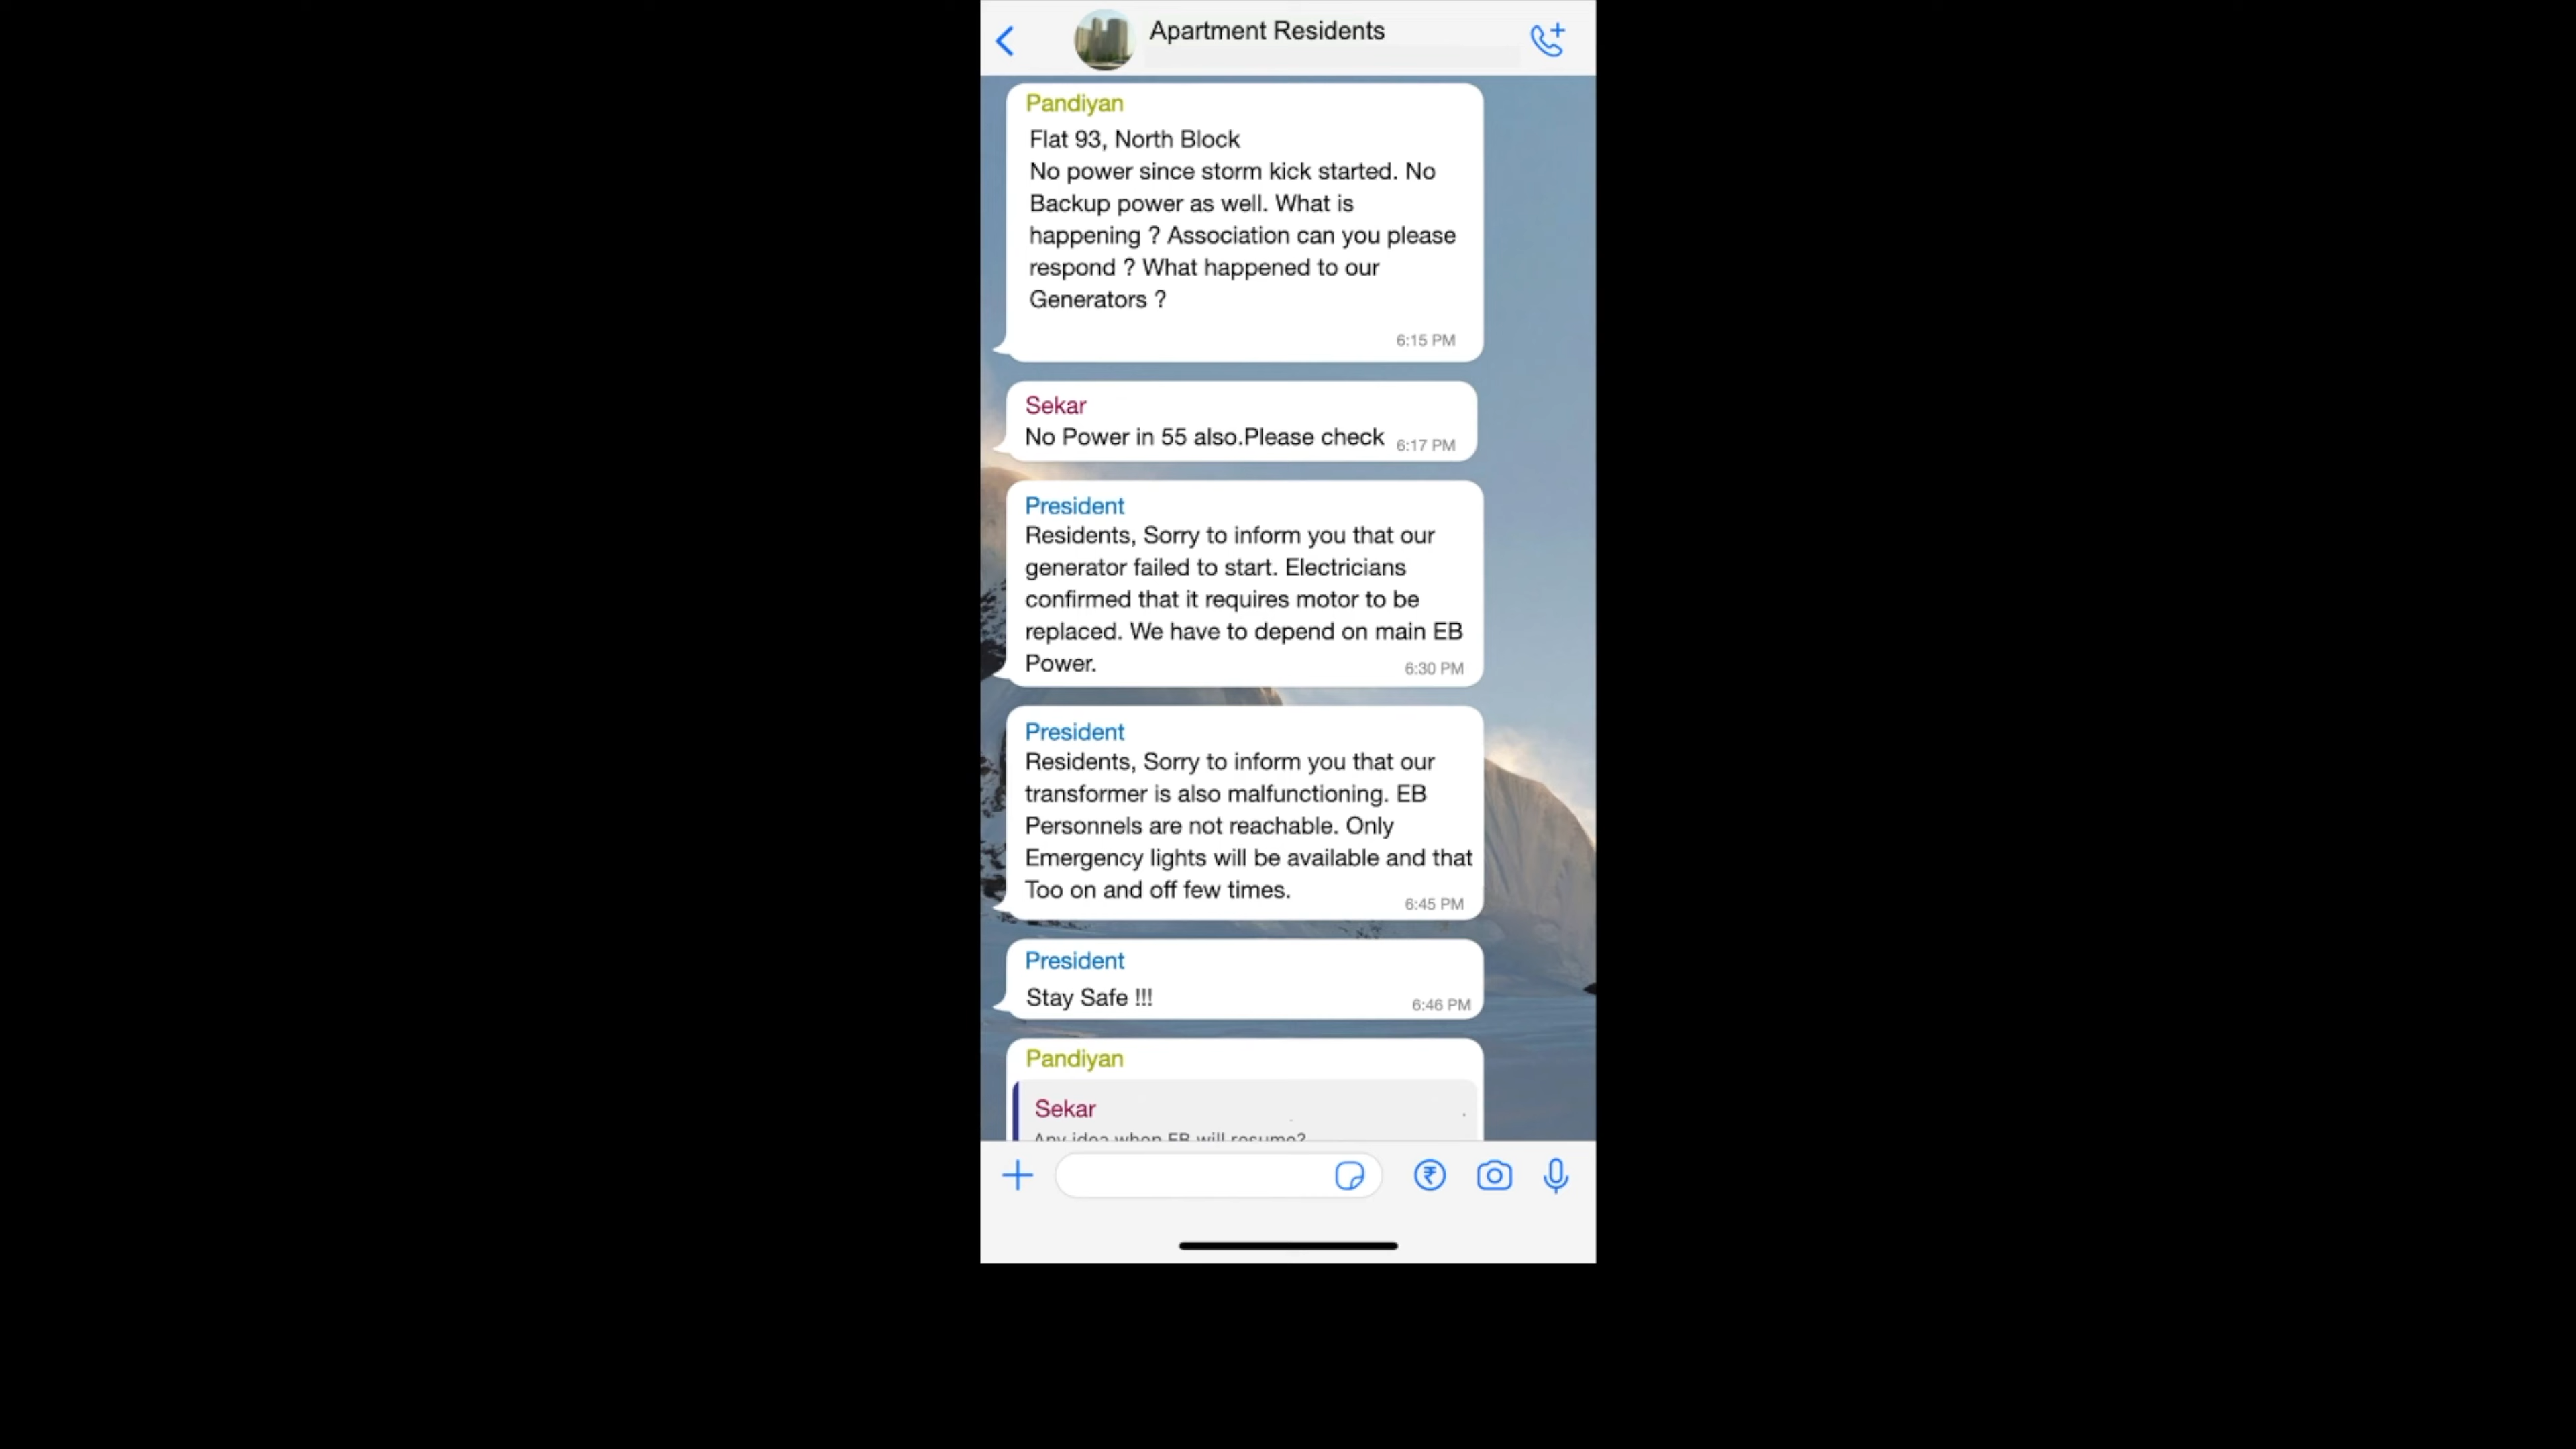 Apartment Residents
Pandiyan
Flat 93, North Block
No power since storm kick started. No
Backup power as well. What is
happening ? Association can you please
respond ? What happened to our
Generators ?
6:15 PM
Sekar
No Power in 55 also.Please check
6:17 PM
President
Residents, Sorry to inform you that our
generator failed to start. Electricians
confirmed that it requires motor to be
replaced. We have to depend on main EB
Power.
6:30 PM
President
Residents, Sorry to inform you that our
transformer is also malfunctioning. EB
Personnels are not reachable. Only
Emergency lights will be available and that
Too on and off few times.
6:45 PM
President
Stay Safe !!!
6:46 PM
Pandiyan
Sekar
Any idea when EB will resume?